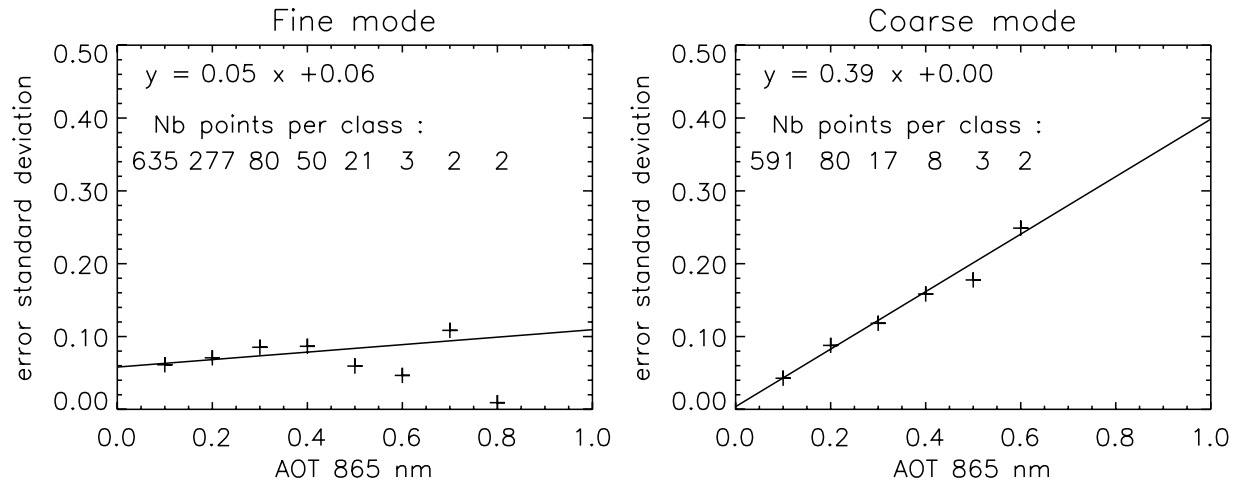 Fine mode
y = 0.05 x +0.06
Nb points per class :
635 277 80 50 21 3 2 2
0.50
0.40
0.30
0.20
0.10
0.00
error standard deviation
0.0 0.2 0.4 0.6 0.8 1.0
AOT 865 nm
Coarse mode
y = 0.39 x +0.00
Nb points per class :
591 80 17 8 3 2
0.50
0.40
0.30
0.20
0.10
0.00
error standard deviation
0.0 0.2 0.4 0.6 0.8 1.0
AOT 865 nm